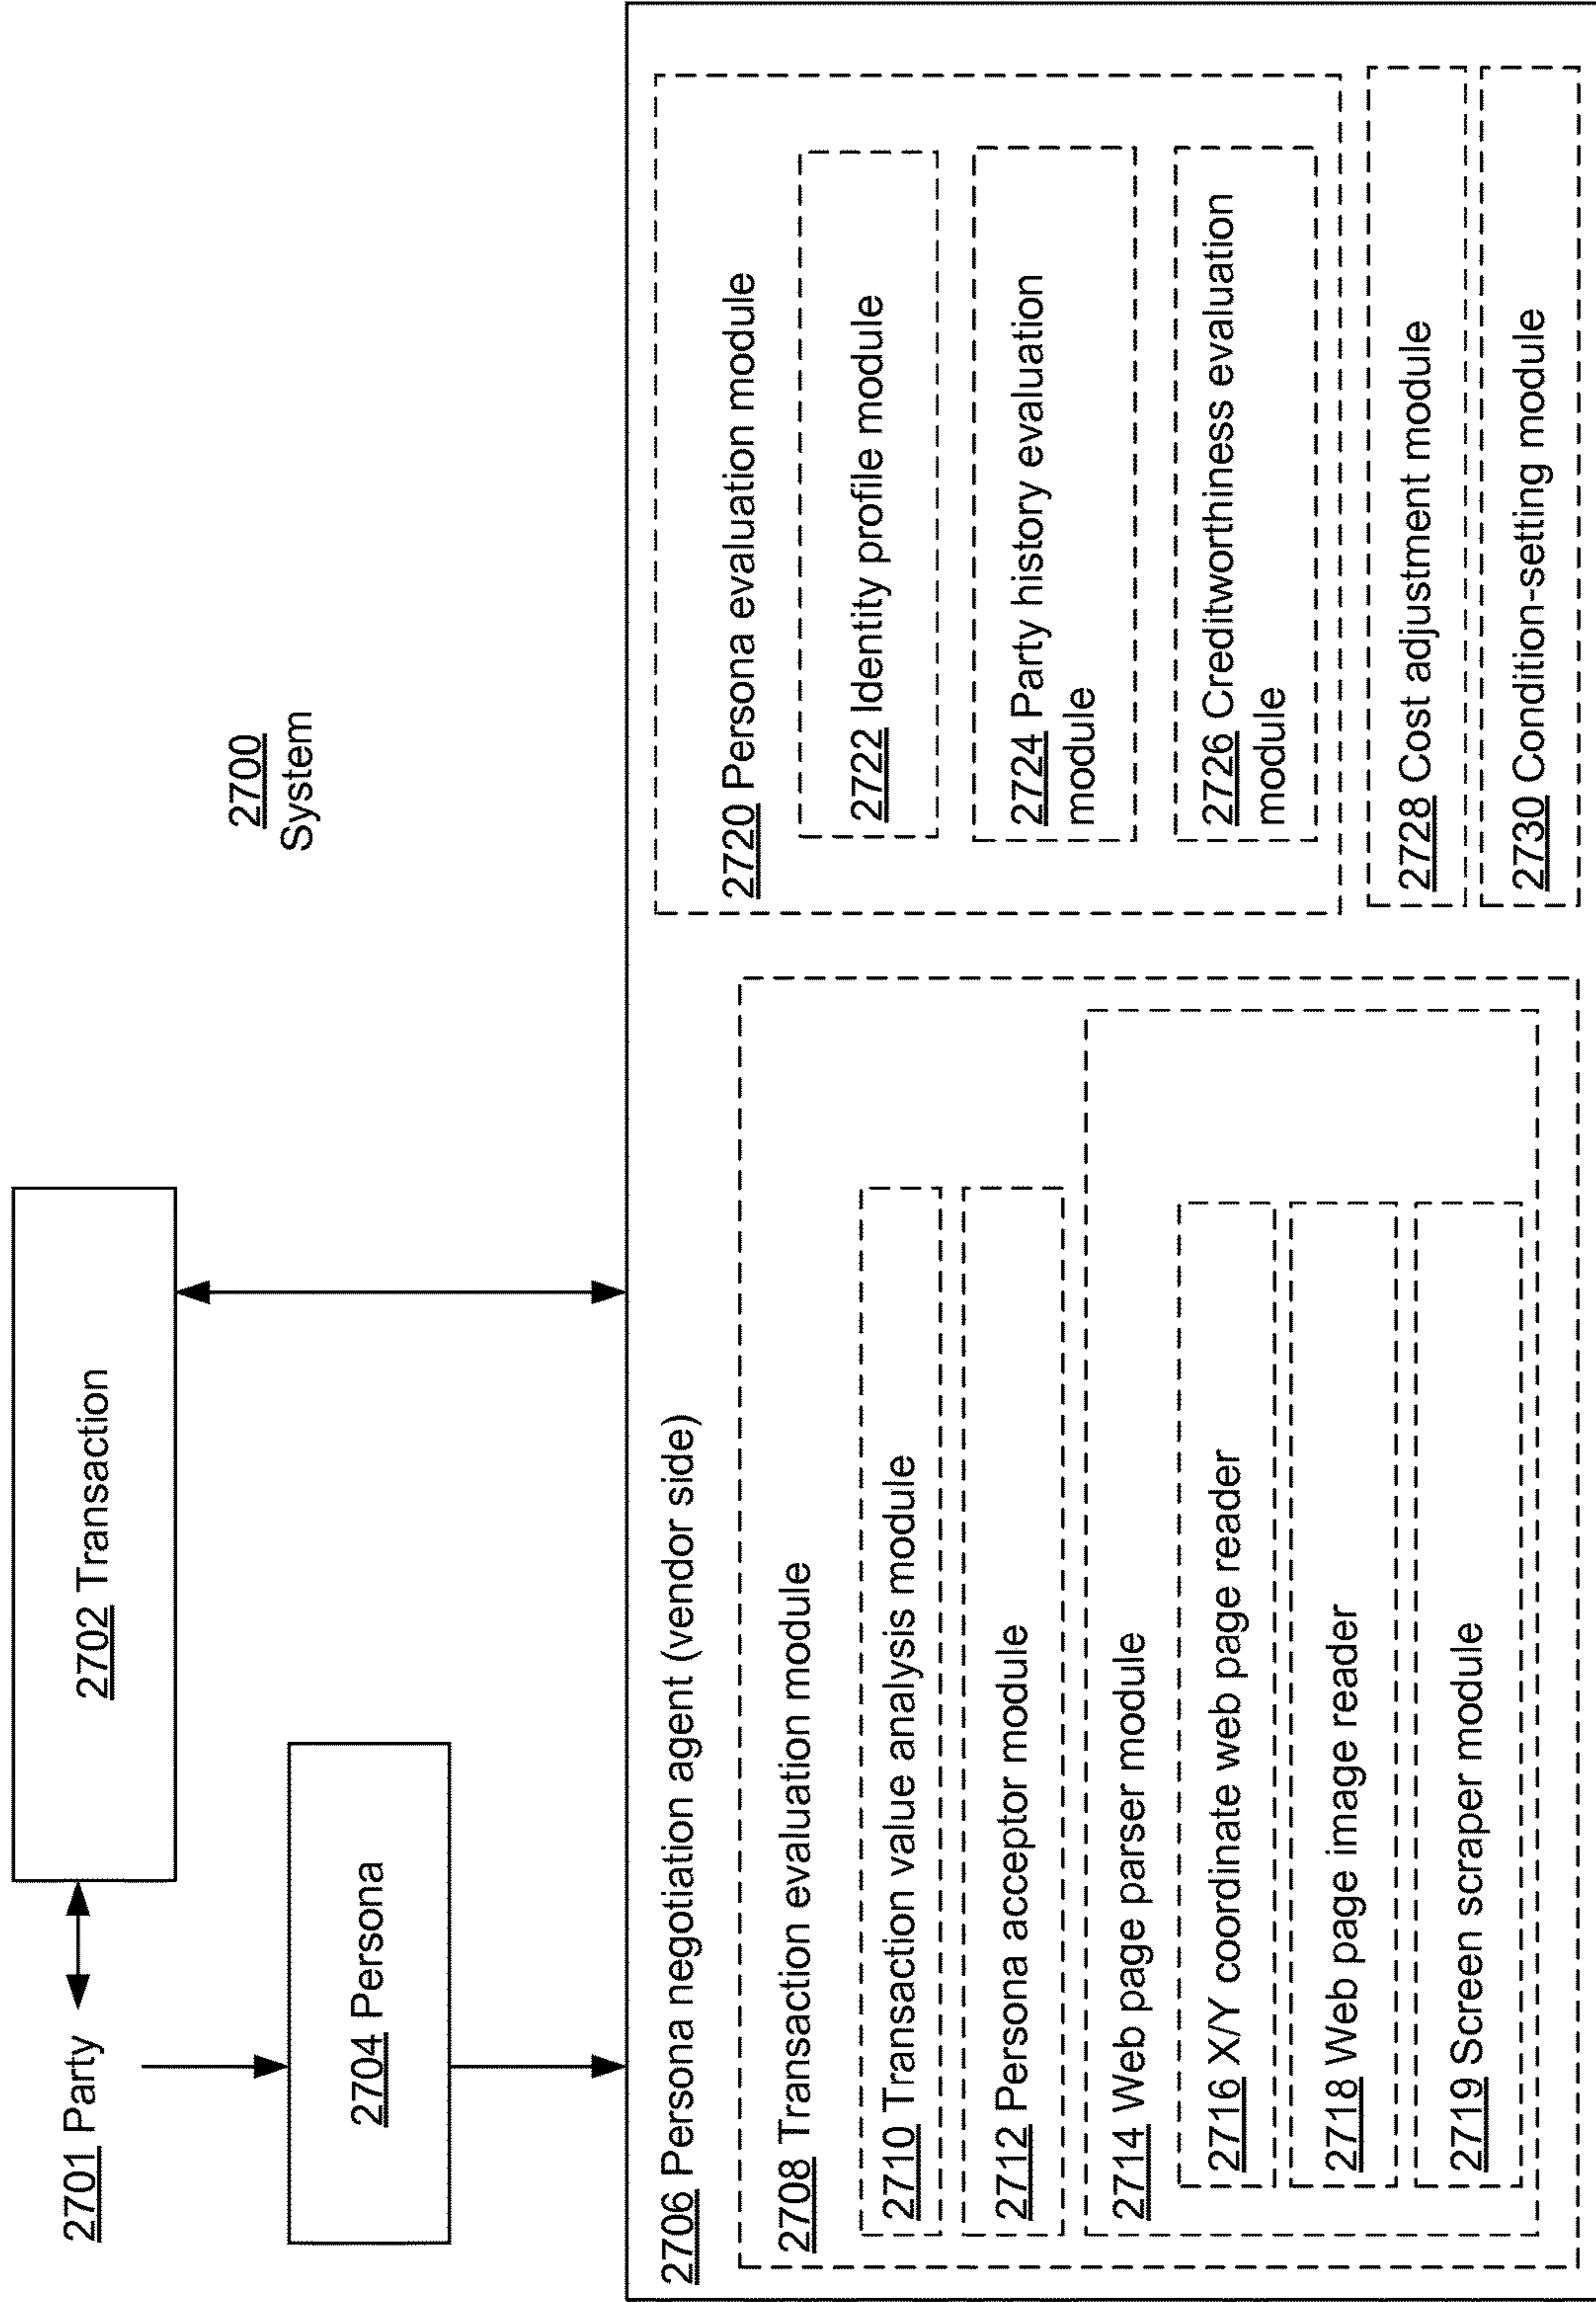 2700
System
2701 Party
2702 Transaction
2704 Persona
2706 Persona negotiation agent (vendor side)
2708 Transaction evaluation module
2710 Transaction value analysis module
2712 Persona acceptor module
2714 Web page parser module
2716 X/Y coordinate web page reader
2718 Web page image reader
2719 Screen scraper module
2720 Persona evaluation module
2722 Identity profile module
2724 Party history evaluation
module
2726 Creditworthiness evaluation
module
2728 Cost adjustment module
2730 Condition-setting module